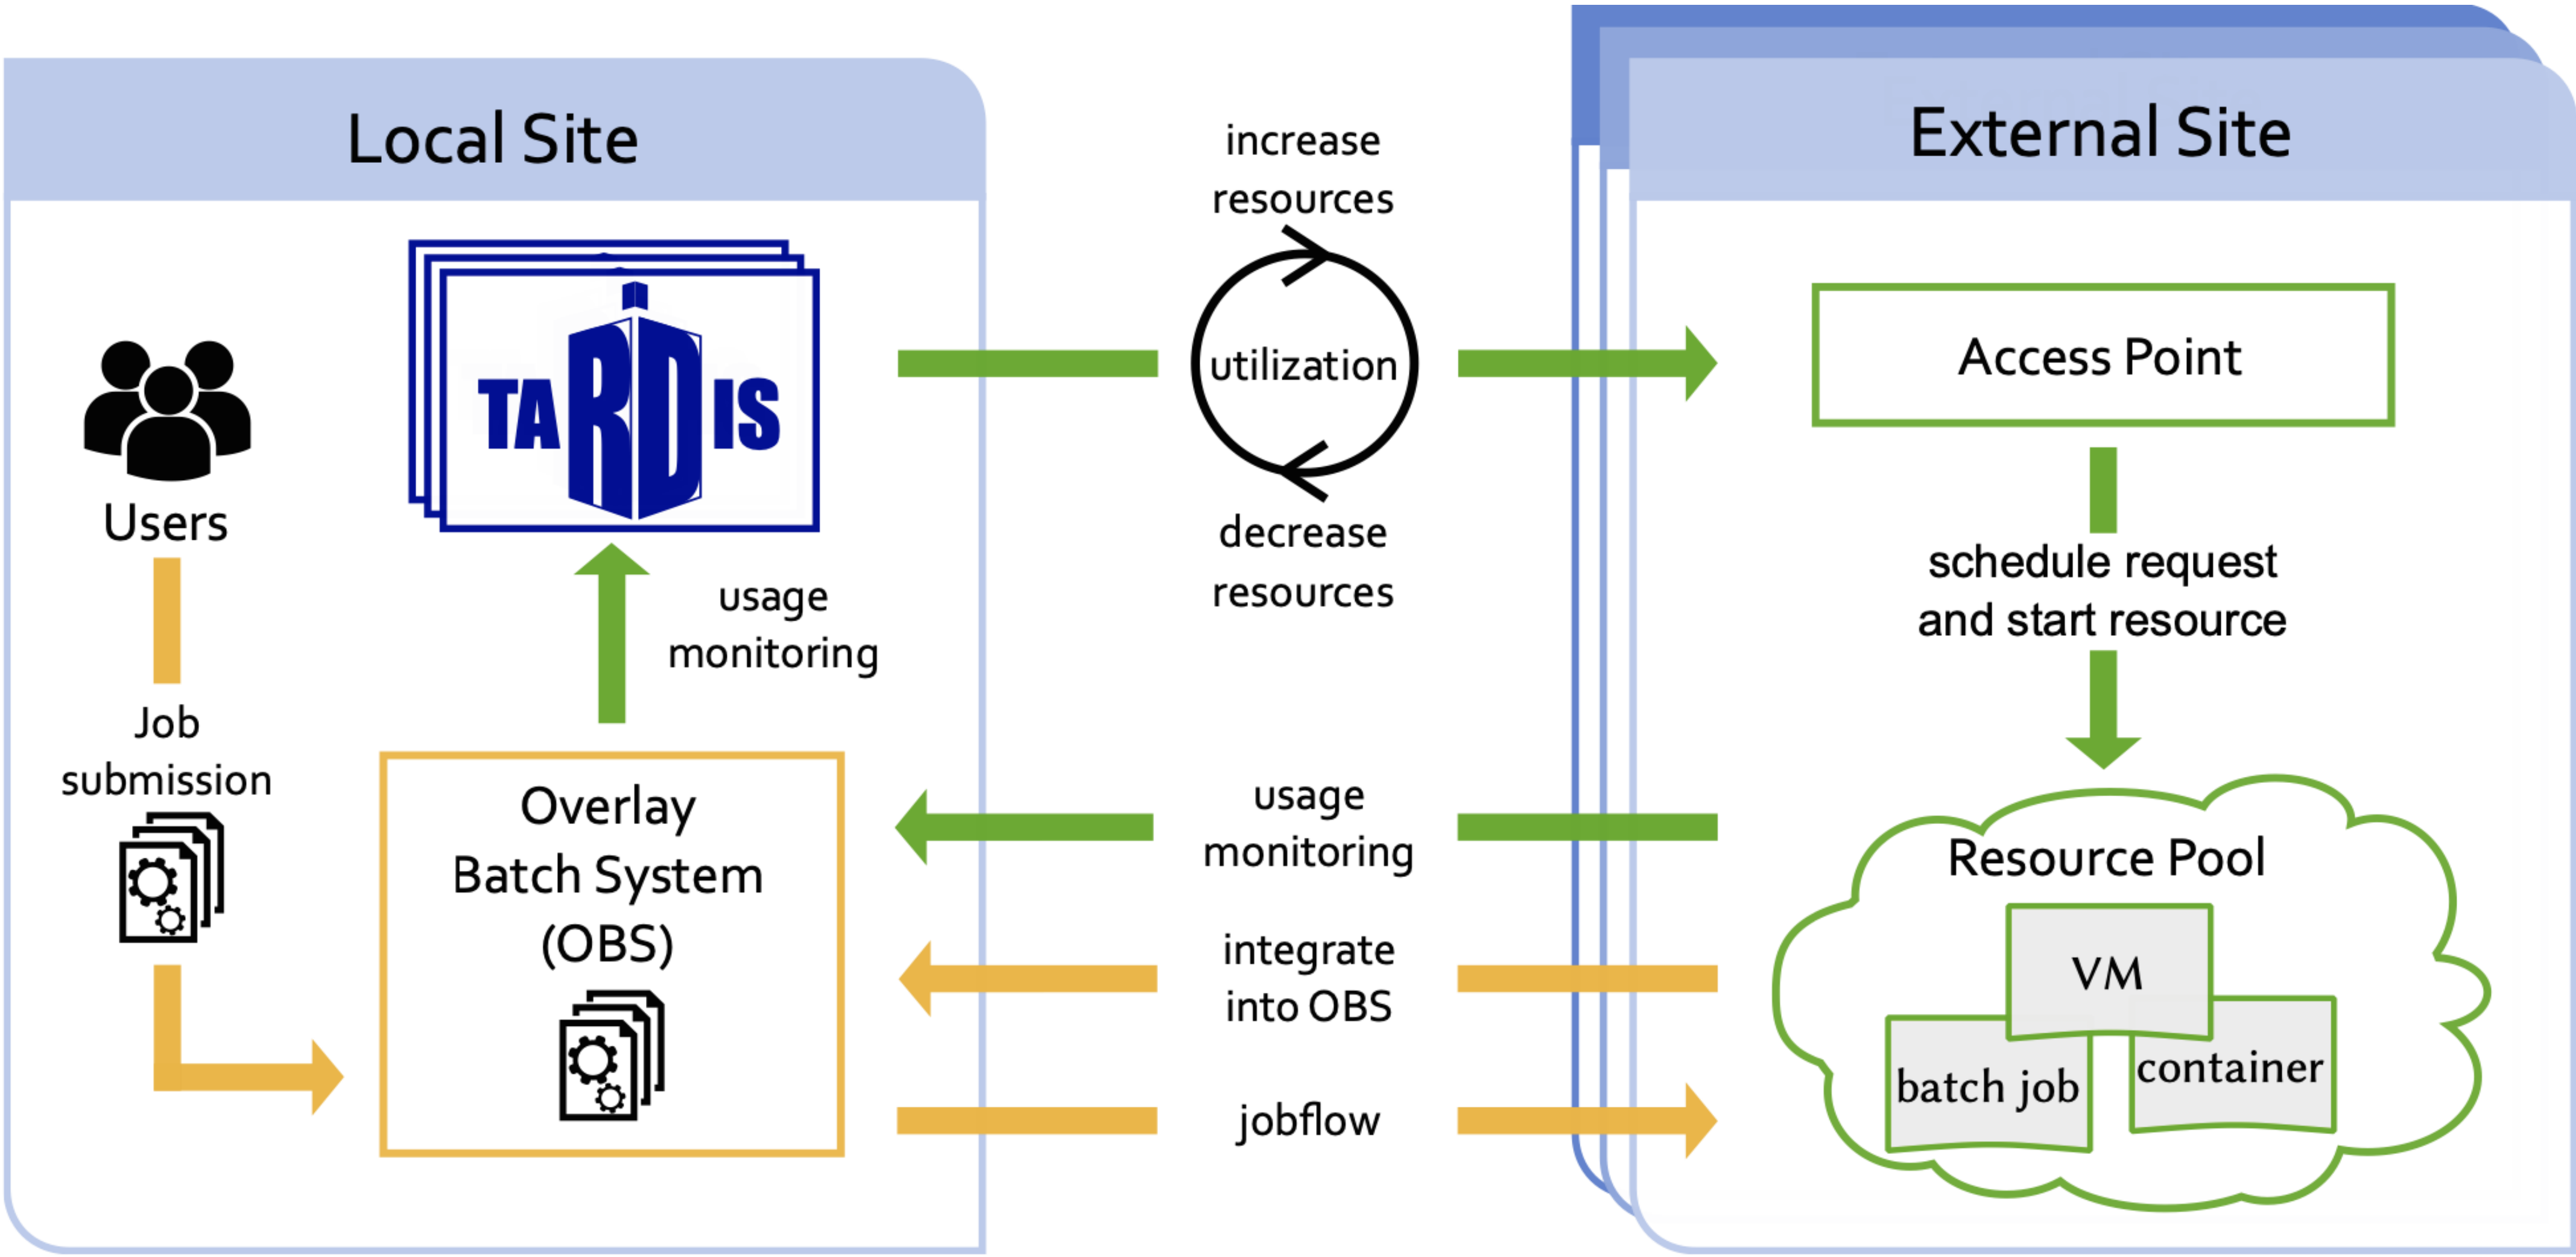 Local Site
Users
Job
submission
TARDIS
usage
monitoring
Overlay
Batch System
(OBS)
increase
resources
utilization
decrease
resources
usage
monitoring
integrate
into OBS
jobflow
External Site
Access Point
schedule request
and start resource
Resource Pool
VM
batch job
container